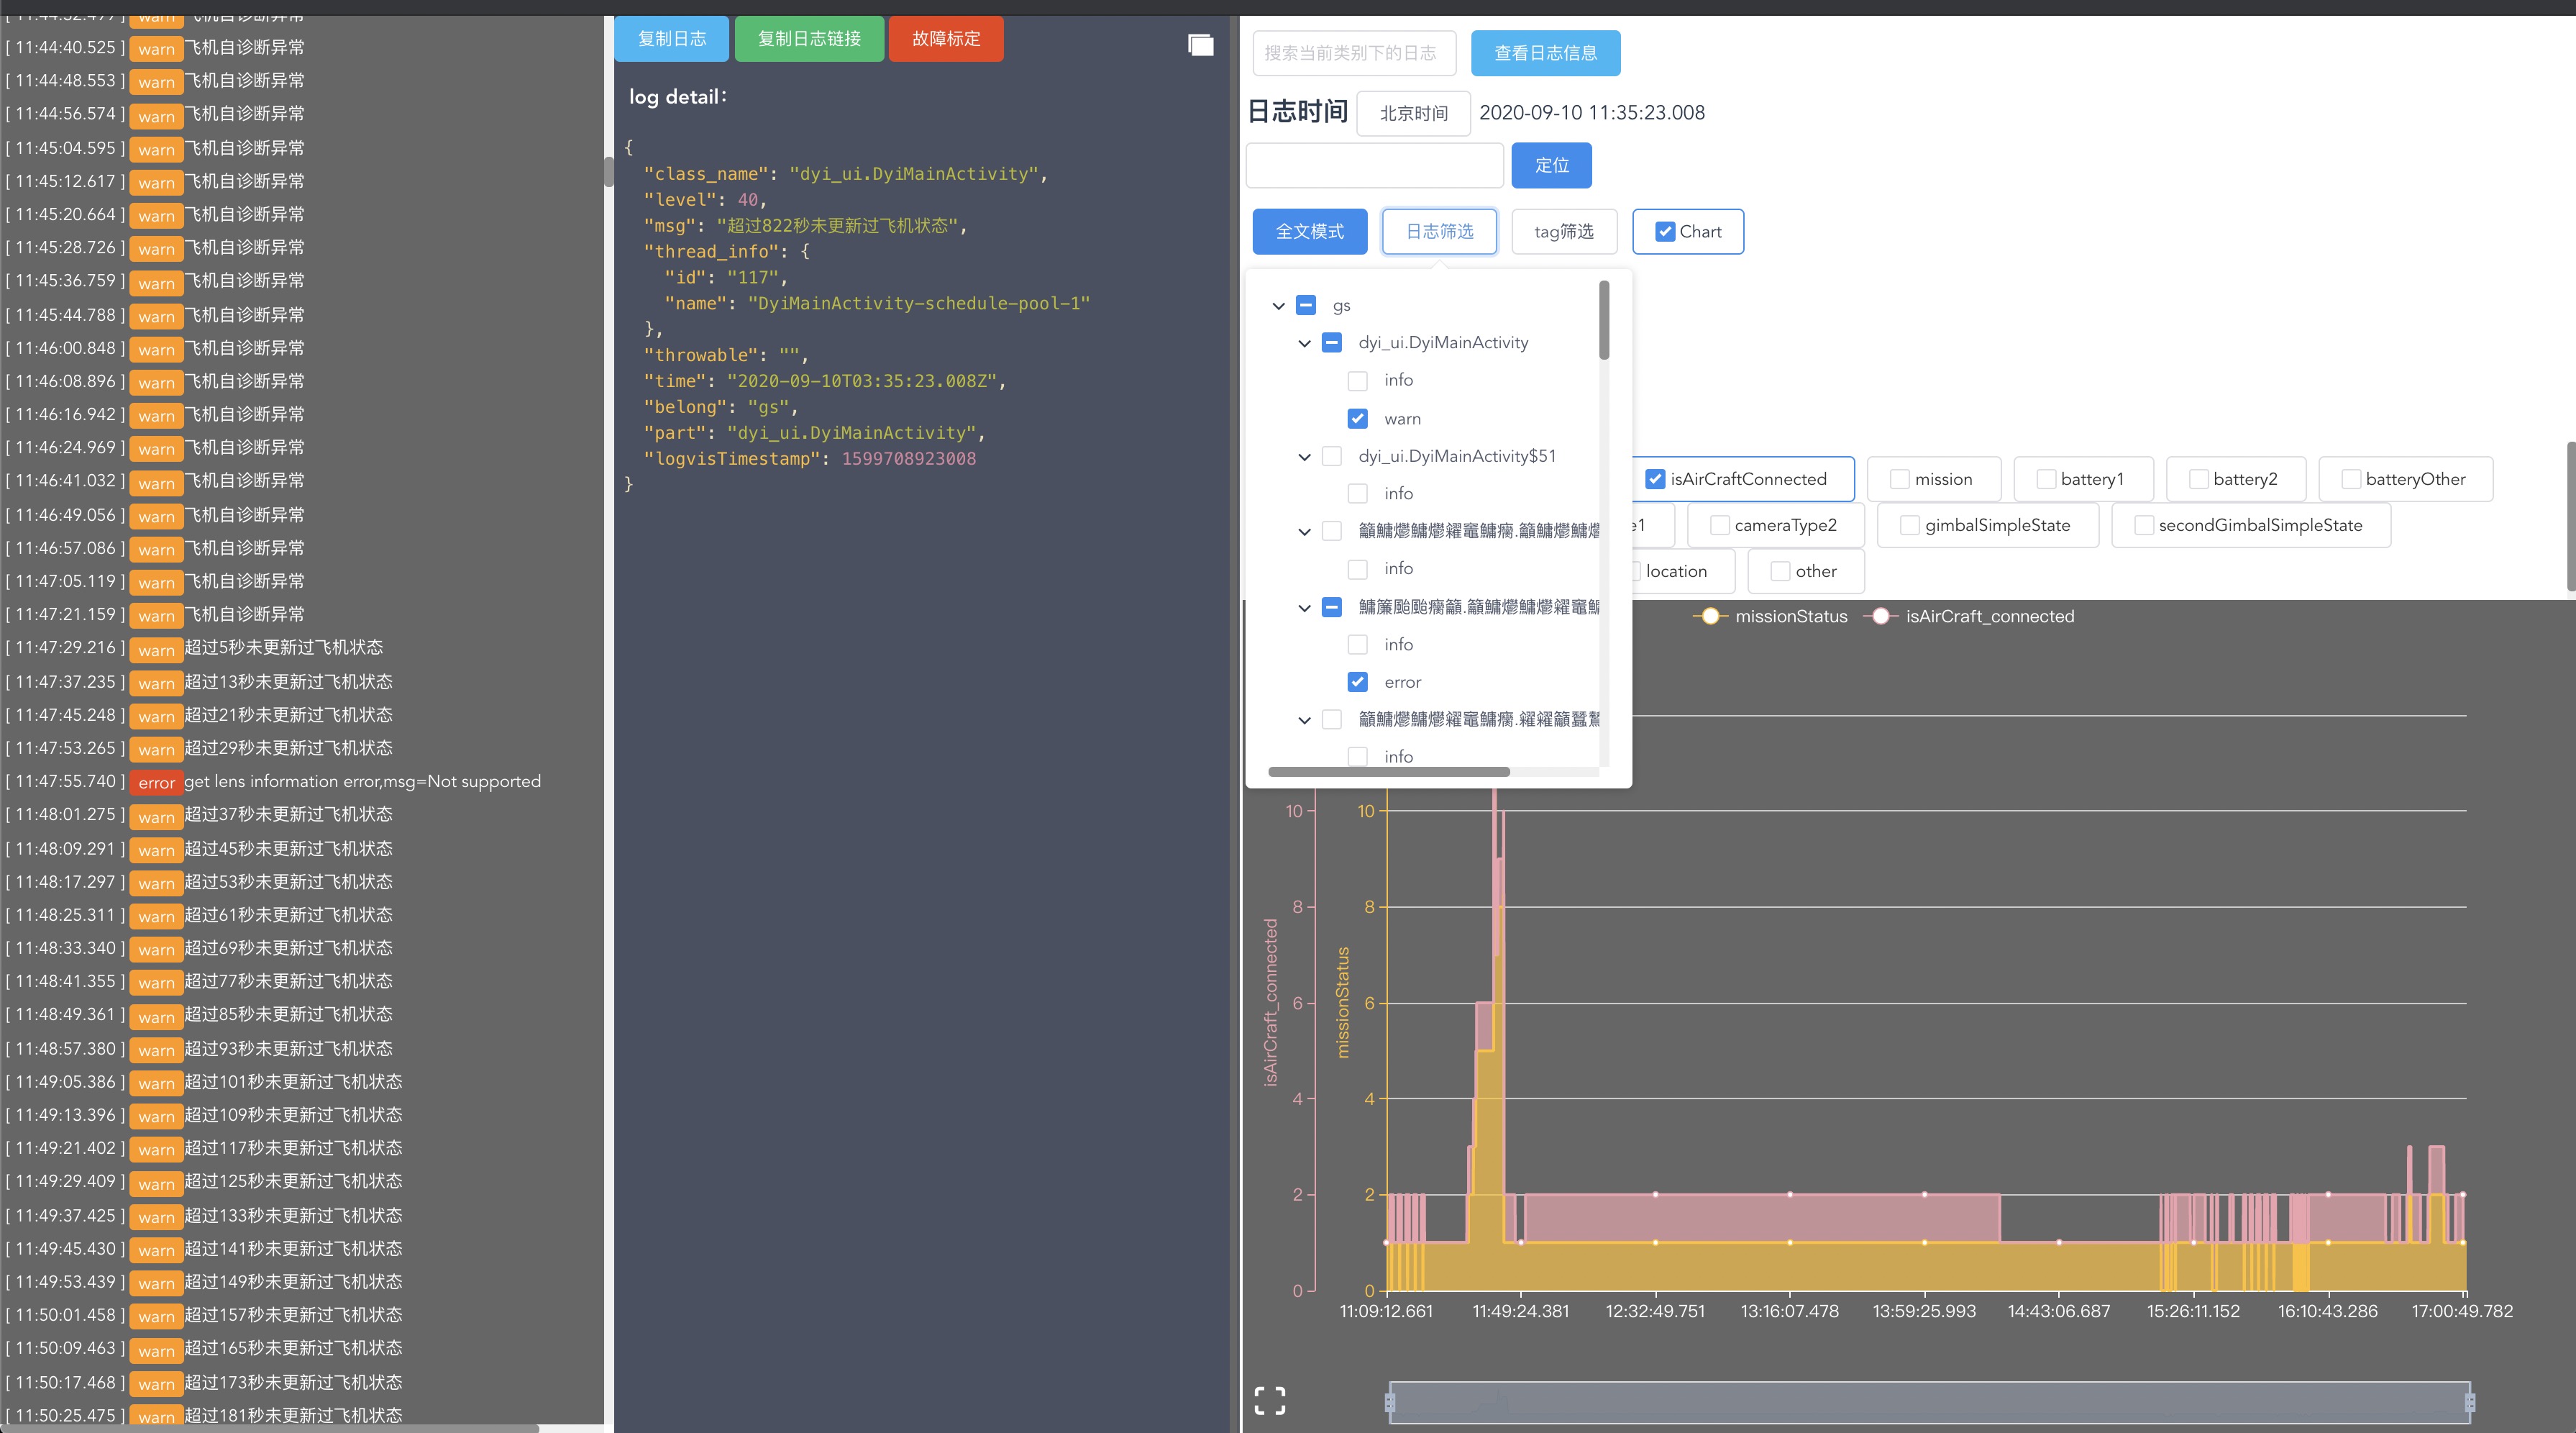 [ 11:44:40.525 ] warn 飞机自诊断异常
[ 11:44:48.553 ] warn 飞机自诊断异常
[ 11:44:56.574 ] warn 飞机自诊断异常
[ 11:45:04.595 ] warn 飞机自诊断异常
[ 11:45:12.617 ] warn 飞机自诊断异常
[ 11:45:20.664 ] warn 飞机自诊断异常
[ 11:45:28.726 ] warn 飞机自诊断异常
[ 11:45:36.759 ] warn 飞机自诊断异常
[ 11:45:44.788 ] warn 飞机自诊断异常
[ 11:46:00.848 ] warn 飞机自诊断异常
[ 11:46:08.896 ] warn 飞机自诊断异常
[ 11:46:16.942 ] warn 飞机自诊断异常
[ 11:46:24.969 ] warn 飞机自诊断异常
[ 11:46:41.032 ] warn 飞机自诊断异常
[ 11:46:49.056 ] warn 飞机自诊断异常
[ 11:46:57.086 ] warn 飞机自诊断异常
[ 11:47:05.119 ] warn 飞机自诊断异常
[ 11:47:21.159 ] warn 飞机自诊断异常
[ 11:47:29.216 ] warn 超过5秒未更新过飞机状态
[ 11:47:37.235 ] warn 超过13秒未更新过飞机状态
[ 11:47:45.248 ] warn 超过21秒未更新过飞机状态
[ 11:47:53.265 ] warn 超过29秒未更新过飞机状态
[ 11:47:55.740 ] error get lens information error,msg=Not supported
[ 11:48:01.275 ] warn 超过37秒未更新过飞机状态
[ 11:48:09.291 ] warn 超过45秒未更新过飞机状态
[ 11:48:17.297 ] warn 超过53秒未更新过飞机状态
[ 11:48:25.311 ] warn 超过61秒未更新过飞机状态
[ 11:48:33.340 ] warn 超过69秒未更新过飞机状态
[ 11:48:41.355 ] warn 超过77秒未更新过飞机状态
[ 11:48:49.361 ] warn 超过85秒未更新过飞机状态
[ 11:48:57.380 ] warn 超过93秒未更新过飞机状态
[ 11:49:05.386 ] warn 超过101秒未更新过飞机状态
[ 11:49:13.396 ] warn 超过109秒未更新过飞机状态
[ 11:49:21.402 ] warn 超过117秒未更新过飞机状态
[ 11:49:29.409 ] warn 超过125秒未更新过飞机状态
[ 11:49:37.425 ] warn 超过133秒未更新过飞机状态
[ 11:49:45.430 ] warn 超过141秒未更新过飞机状态
[ 11:49:53.439 ] warn 超过149秒未更新过飞机状态
[ 11:50:01.458 ] warn 超过157秒未更新过飞机状态
[ 11:50:09.463 ] warn 超过165秒未更新过飞机状态
[ 11:50:17.468 ] warn 超过173秒未更新过飞机状态
[ 11:50:25.475 ] warn 超过181秒未更新过飞机状态
复制日志 复制日志链接 故障标定
log detail：
{
"class_name": "dyi_ui.DyiMainActivity",
"level": 40,
"msg": "超过822秒未更新过飞机状态",
"thread_info": {
"id": "117",
"name": "DyiMainActivity-schedule-pool-1"
},
"throwable": "",
"time": "2020-09-10T03:35:23.008Z",
"belong": "gs",
"part": "dyi_ui.DyiMainActivity",
"logvisTimestamp": 1599708923008
}
搜索当前类别下的日志 查看日志信息
日志时间 北京时间 2020-09-10 11:35:23.008
定位
全文模式 日志筛选 tag筛选 Chart
gs
dyi_ui.DyiMainActivity
info
warn
dyi_ui.DyiMainActivity$51
info
info
info
error
info
isAirCraftConnected mission battery1 battery2 batteryOther
cameraType2 gimbalSimpleState secondGimbalSimpleState
location other
missionStatus isAirCraft_connected
isAirCraft_connected
10
8
6
4
2
0
missionStatus
10
8
6
4
2
0
11:09:12.661 11:49:24.381 12:32:49.751 13:16:07.478 13:59:25.993 14:43:06.687 15:26:11.152 16:10:43.286 17:00:49.782